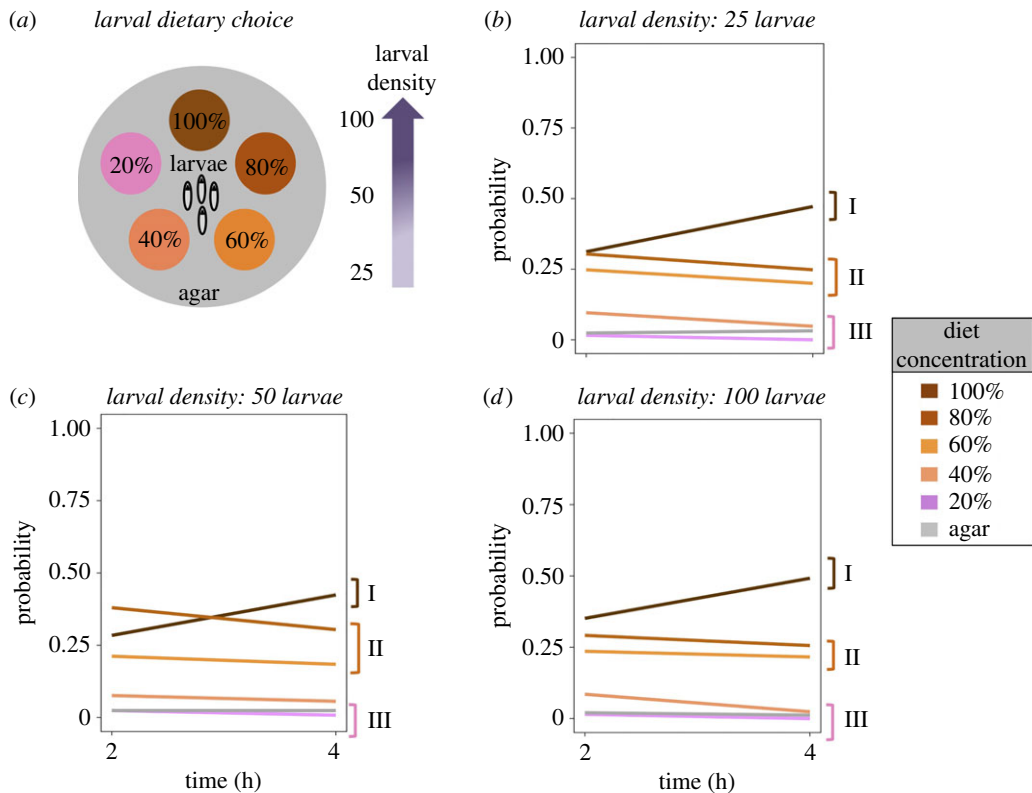 (a) larval dietary choice
larval
density
100%
20%
80%
larvae
40%
60%
agar
100
50
25
(b) larval density: 25 larvae
1.00
0.75
0.50
0.25
0
probability
I
II
III
diet
concentration
100%
80%
60%
40%
20%
agar
(c) larval density: 50 larvae
1.00
0.75
0.50
0.25
0
probability
I
II
III
2 4
time (h)
(d) larval density: 100 larvae
1.00
0.75
0.50
0.25
0
probability
I
II
III
2 4
time (h)